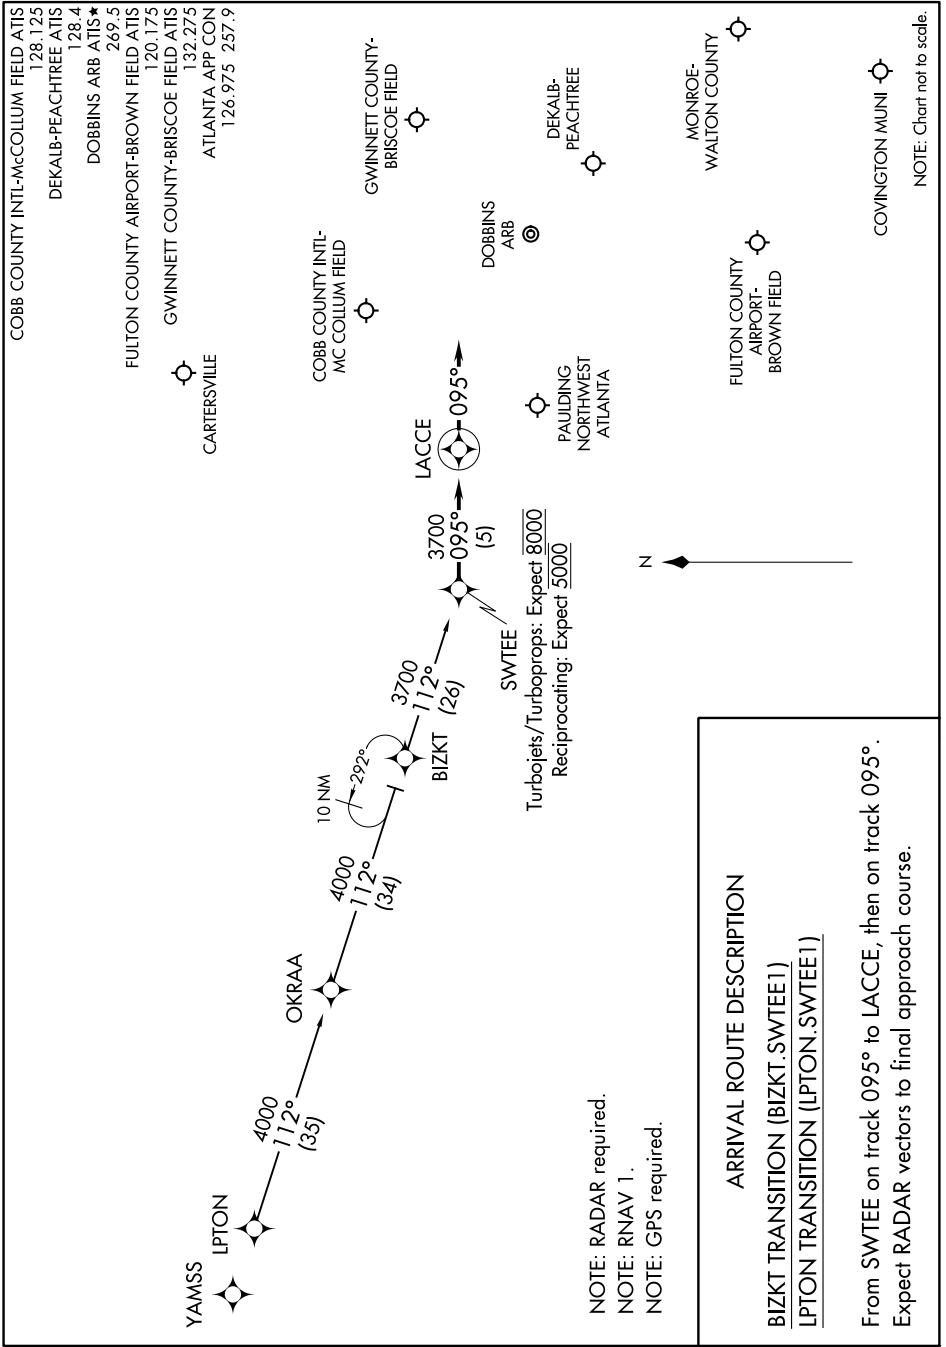 COBB COUNTY INTL-McCOLLUM FIELD ATIS
128.125
DEKALB-PEACHTREE ATIS
128.4
DOBBINS ARB ATIS★
269.5
FULTON COUNTY AIRPORT-BROWN FIELD ATIS
120.175
GWINNETT COUNTY-BRISCOE FIELD ATIS
132.275
ATLANTA APP CON
126.975 257.9
CARTERSVILLE
COBB COUNTY INTL-
MC COLLUM FIELD
GWINNETT COUNTY-
BRISCOE FIELD
DOBBINS
ARB
DEKALB-
PEACHTREE
PAULDING
NORTHWEST
ATLANTA
MONROE-
WALTON COUNTY
FULTON COUNTY
AIRPORT-
BROWN FIELD
COVINGTON MUNI
NOTE: Chart not to scale.
YAMSS
LPTON
4000
112°
(35)
OKRAA
4000
112°
(34)
10 NM
292°
BIZKT
3700
112°
(26)
SWTEE
Turbojets/Turboprops: Expect 8000
Reciprocating: Expect 5000
3700
095°
(5)
LACCE
095°
N
NOTE: RADAR required.
NOTE: RNAV 1.
NOTE: GPS required.
ARRIVAL ROUTE DESCRIPTION
BIZKT TRANSITION (BIZKT.SWTEE1)
LPTON TRANSITION (LPTON.SWTEE1)
From SWTEE on track 095° to LACCE, then on track 095°.
Expect RADAR vectors to final approach course.